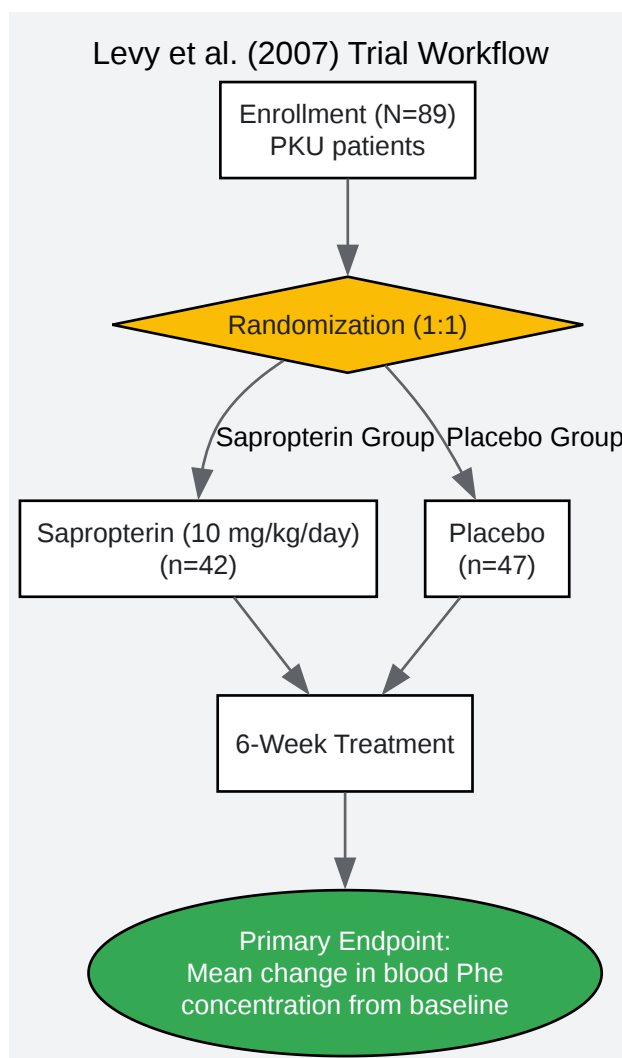 Levy et al. (2007) Trial Workflow
Enrollment (N=89)
PKU patients
Randomization (1:1)
Sapropterin Group
Placebo Group
Sapropterin (10 mg/kg/day)
(n=42)
Placebo
(n=47)
6-Week Treatment
Primary Endpoint:
Mean change in blood Phe
concentration from baseline